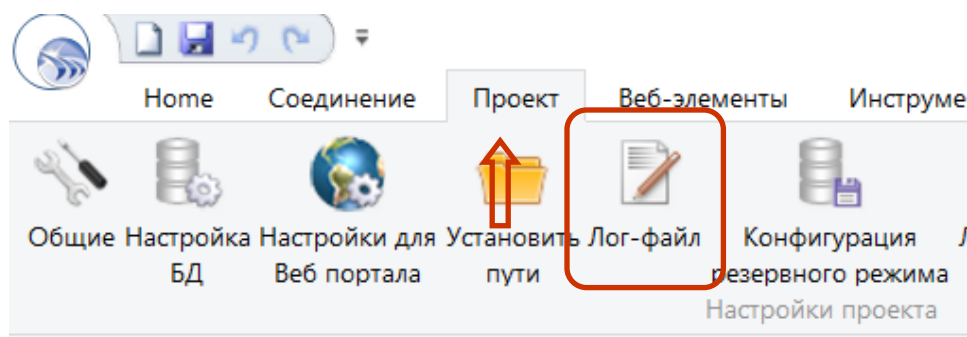 Home Соединение Проект Веб-элементы Инструме
Общие Настройка БД Настройки для Веб портала Установить пути Лог-файл Конфигурация резервного режима
Настройки проекта